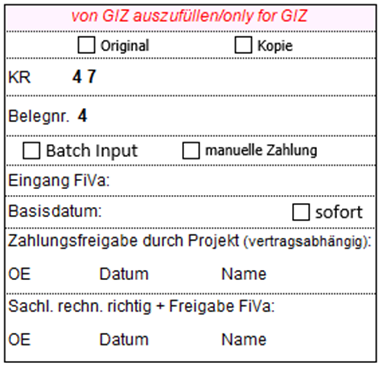 von GIZ auszufüllen/only for GIZ
Original Kopie
KR 4 7
Belegnr. 4
Batch Input manuelle Zahlung
Eingang FiVa:
Basisdatum: sofort
Zahlungsfreigabe durch Projekt (vertragsabhängig):
OE Datum Name
Sachl. rechn. richtig + Freigabe FiVa:
OE Datum Name